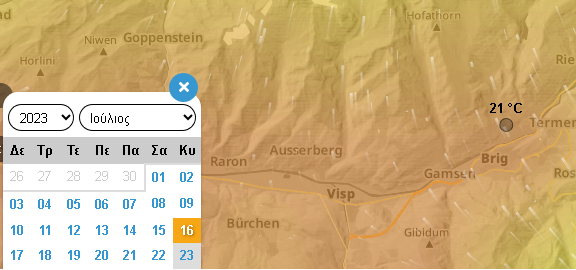 Hofathorn
Niwen
Goppenstein
Horlini
21 °C
Termen
Ausserberg
Raron
Brig
Gamsen
Visp
Bürchen
Gibidum
2023 Ιούλιος
Δε Τρ Τε Πε Πα Σα Κυ
26 27 28 29 30 01 02
03 04 05 06 07 08 09
10 11 12 13 14 15 16
17 18 19 20 21 22 23